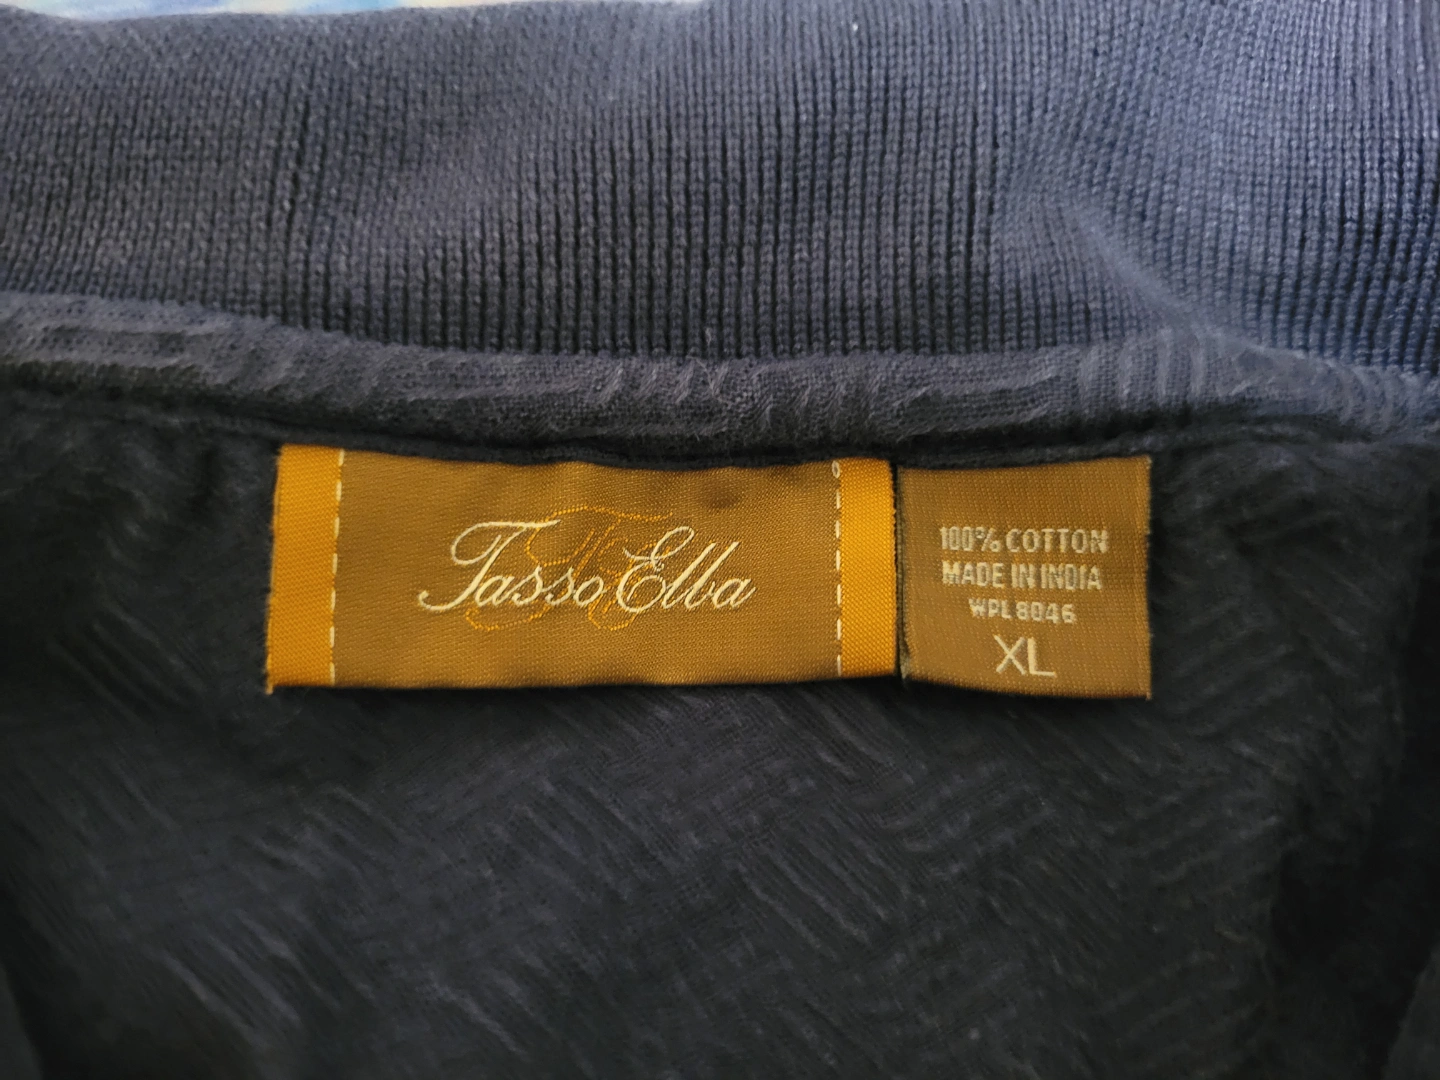 Tasso Elba
100% COTTON
MADE IN INDIA
WPL 8046
XL